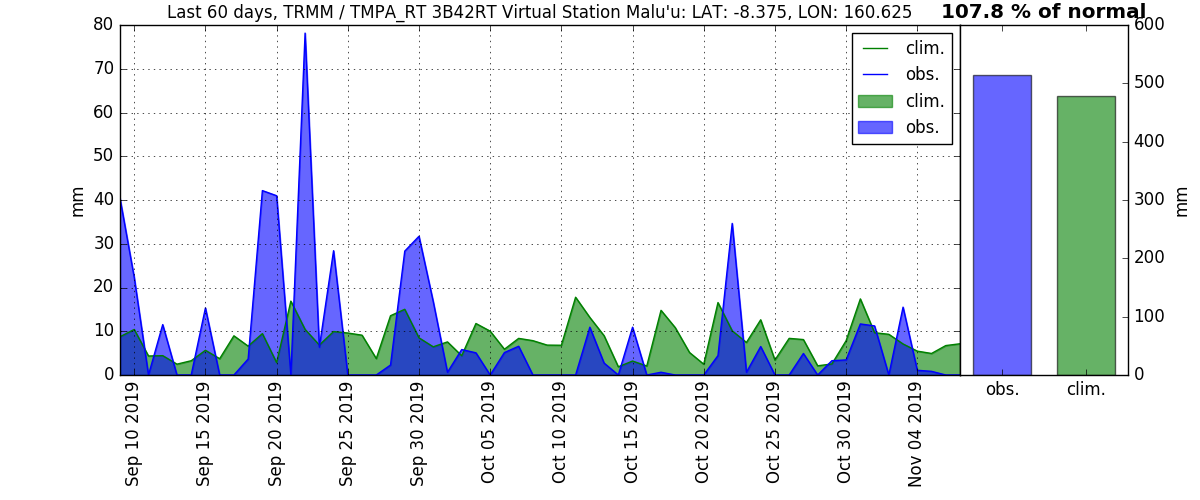 Last 60 days, TRMM / TMPA_RT 3B42RT Virtual Station Malu'u: LAT: -8.375, LON: 160.625
107.8 % of normal
80
70
60
50
40
30
20
10
0
mm
clim.
obs.
clim.
obs.
600
500
400
300
200
100
0
mm
Sep 10 2019
Sep 15 2019
Sep 20 2019
Sep 25 2019
Sep 30 2019
Oct 05 2019
Oct 10 2019
Oct 15 2019
Oct 20 2019
Oct 25 2019
Oct 30 2019
Nov 04 2019
obs.
clim.